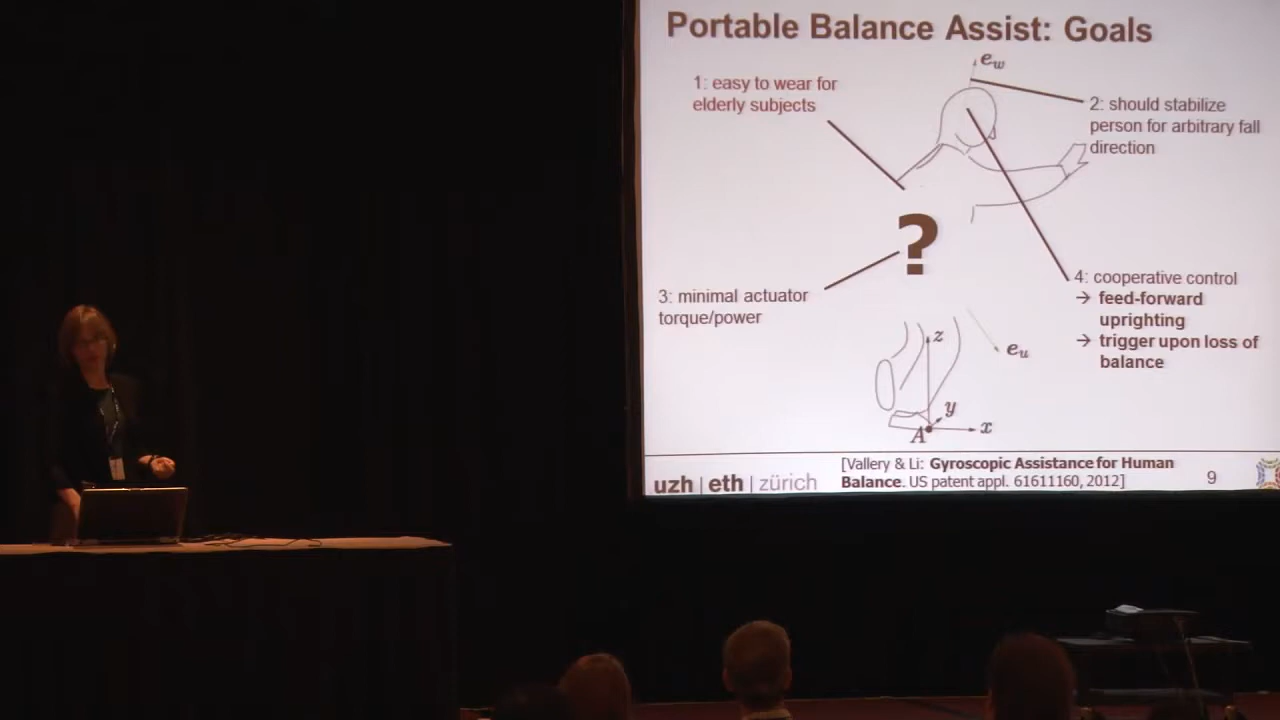 Portable Balance Assist: Goals
e_w
1: easy to wear for
elderly subjects
2: should stabilize
person for arbitrary fall
direction
?
3: minimal actuator
torque/power
4: cooperative control
→ feed-forward
uprighting
→ trigger upon loss of
balance
z
e_u
y
A
x
[Vallery & Li: Gyroscopic Assistance for Human
Balance. US patent appl. 61611160, 2012]
uzh | eth | zürich
9